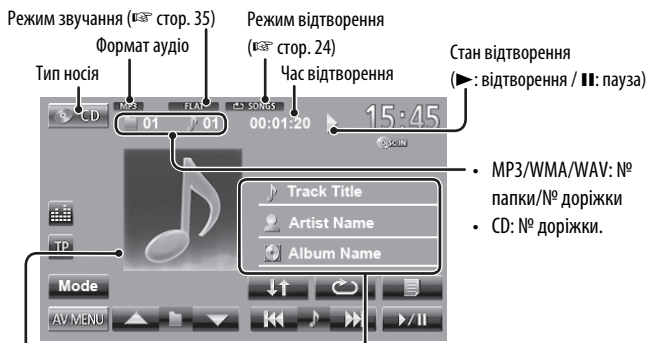 Режим звучання (☞ стор. 35)
Режим відтворення
(☞ стор. 24)
Формат аудіо
Тип носія
Час відтворення
Стан відтворення
(►: відтворення / ❚❚: пауза)
CD
MP3
FLAT
SONGS
01
01
00:01:20
15:45
DISC IN
• MP3/WMA/WAV: №
папки/№ доріжки
• CD: № доріжки.
Track Title
Artist Name
Album Name
TP
Mode
AV MENU